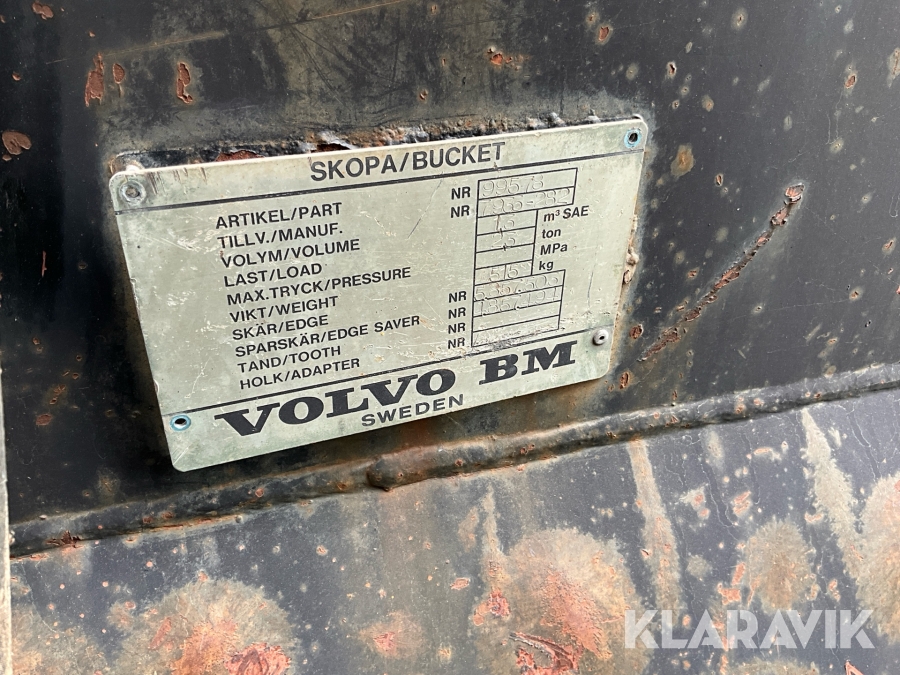 SKOPA/BUCKET
ARTIKEL/PART NR 99578
TILLV./MANUF. NR
VOLYM/VOLUME m³ SAE
LAST/LOAD ton
MAX.TRYCK/PRESSURE MPa
VIKT/WEIGHT kg
SKÄR/EDGE NR
SPARSKÄR/EDGE SAVER NR
TAND/TOOTH NR
HOLK/ADAPTER NR
VOLVO BM
SWEDEN
KLARAVIK